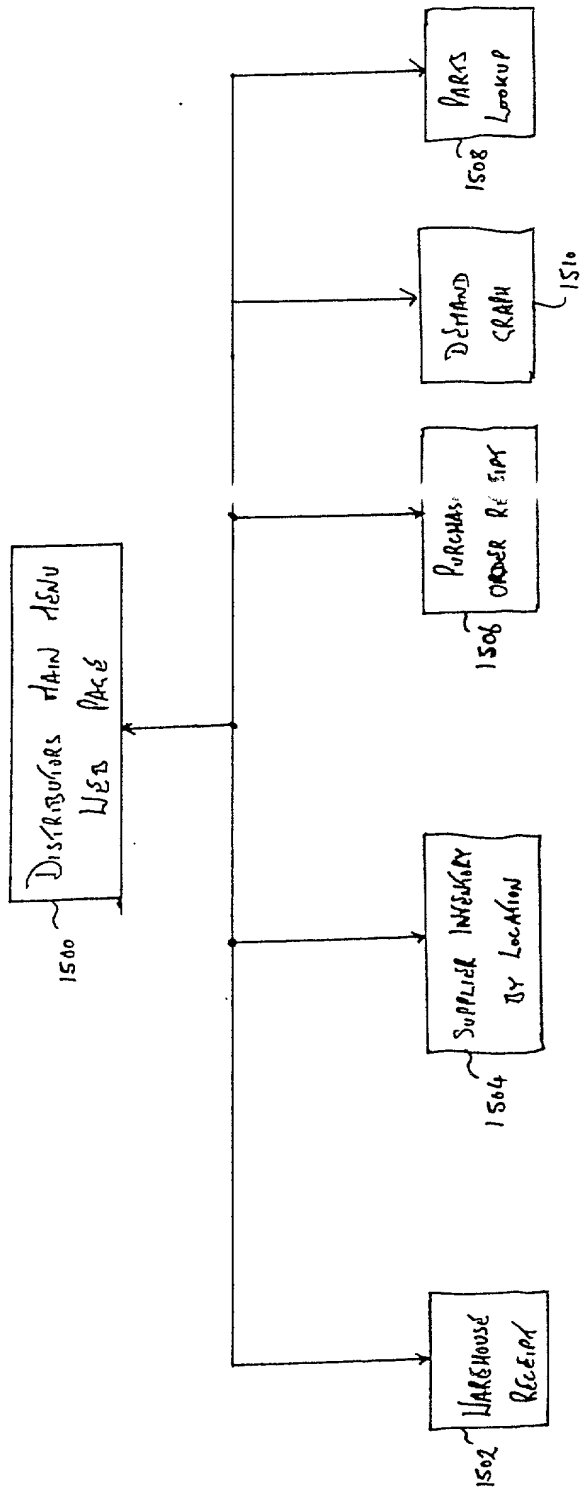 DISTRIBUTORS MAIN MENU
WEB PAGE
1500
WAREHOUSE
RECEIPT
1502
SUPPLIER INVENTORY
BY LOCATION
1504
PURCHASE
ORDER RECEIPT
1506
DEMAND
GRAPH
1510
PARTS
LOOKUP
1508